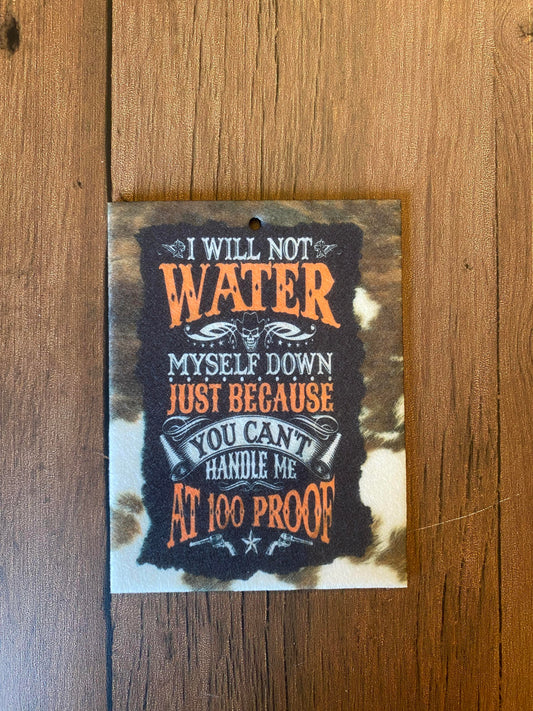 I WILL NOT
WATER
MYSELF DOWN
JUST BECAUSE
YOU CAN'T
HANDLE ME
AT 100 PROOF